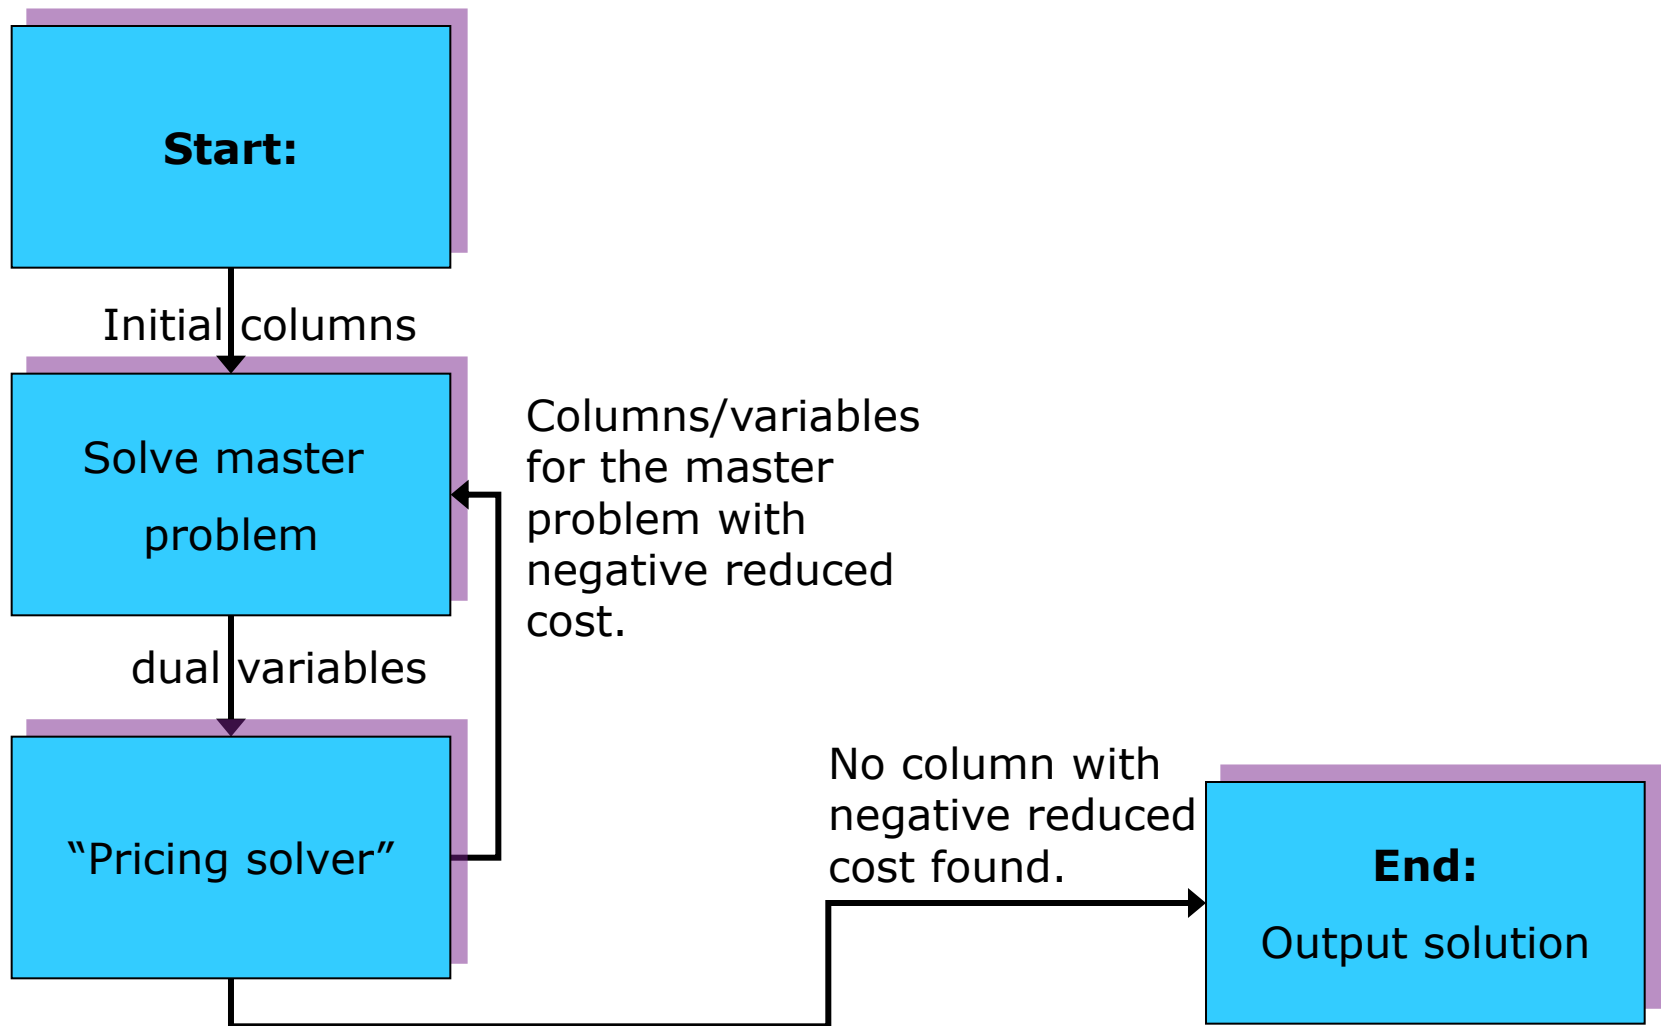 Start:
Initial columns
Solve master
problem
Columns/variables
for the master
problem with
negative reduced
cost.
dual variables
“Pricing solver”
No column with
negative reduced
cost found.
End:
Output solution